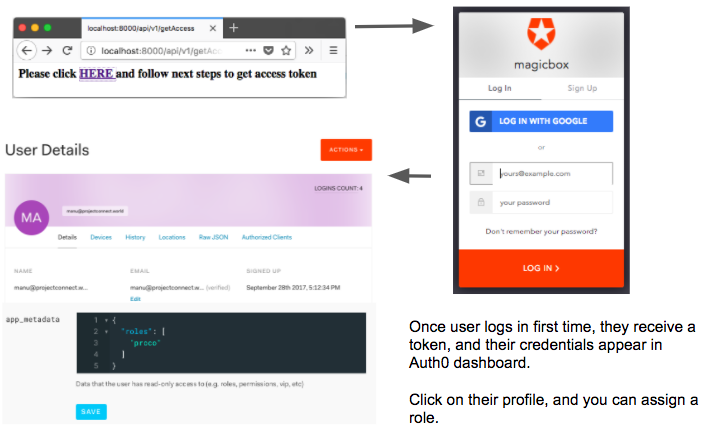 localhost:8000/api/v1/getAccess
localhost:8000/api/v1/getAcc
Please click HERE and follow next steps to get access token
magicbox
Log In Sign Up
G LOG IN WITH GOOGLE
or
yours@example.com
your password
Don't remember your password?
LOG IN >
User Details
ACTIONS
LOGINS COUNT: 4
MA
manu@projectconnect.world
Details Devices History Locations Raw JSON Authorized Clients
NAME EMAIL SIGNED UP
manu@projectconnect.w... manu@projectconnect.w... (verified) September 28th 2017, 5:12:34 PM
Edit
app_metadata
1 {
2 "roles": [
3 'proco'
4 ]
5 }
Data that the user has read-only access to (e.g. roles, permissions, vip, etc)
SAVE
Once user logs in first time, they receive a
token, and their credentials appear in
Auth0 dashboard.
Click on their profile, and you can assign a
role.